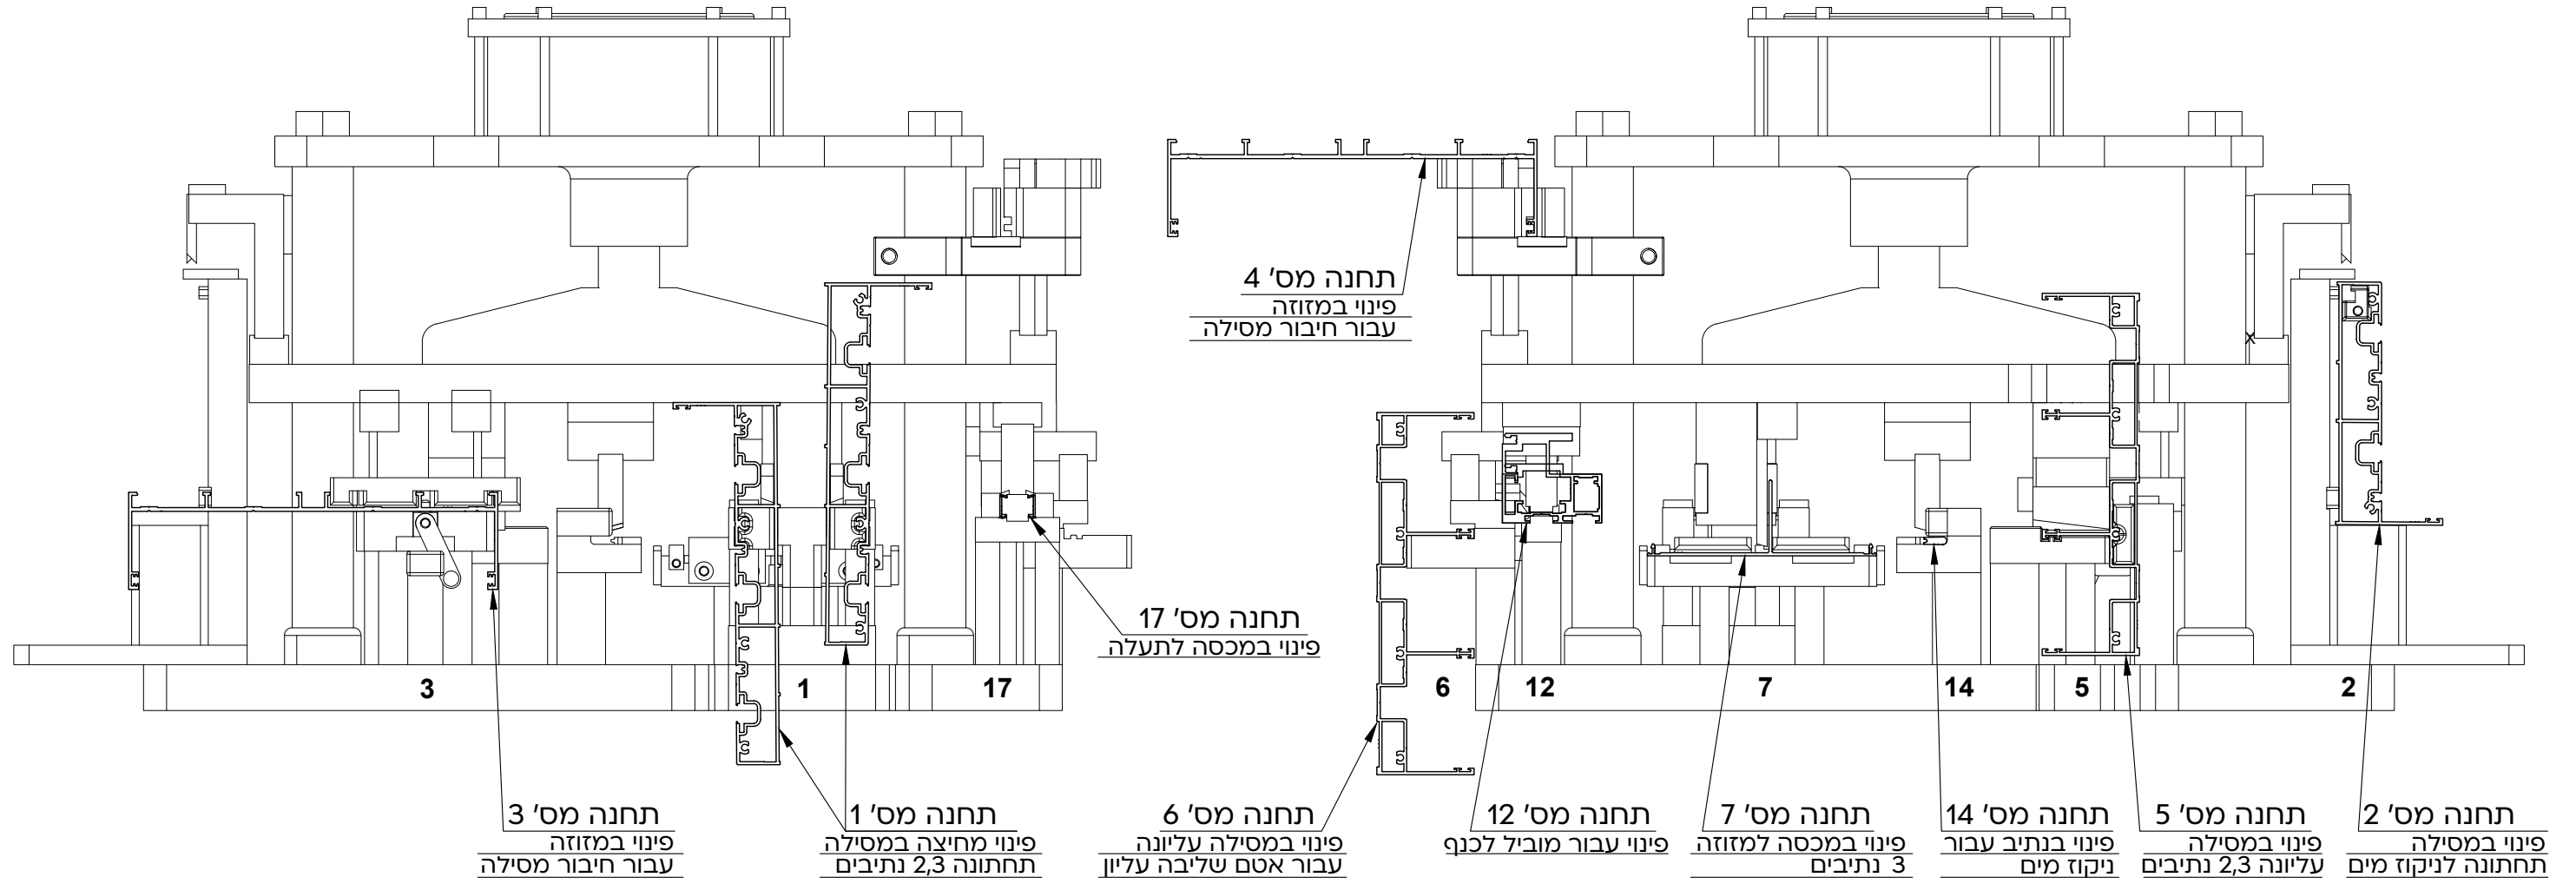 תחנה מס' 4
פינוי במזוזה
עבור חיבור מסילה
תחנה מס' 17
פינוי במכסה לתעלה
3
1
17
6
12
7
14
5
2
תחנה מס' 3
פינוי במזוזה
עבור חיבור מסילה
תחנה מס' 1
פינוי מחיצה במסילה
תחתונה 2,3 נתיבים
תחנה מס' 6
פינוי במסילה עליונה
עבור אטם שליבה עליון
תחנה מס' 12
פינוי עבור מוביל לכנף
תחנה מס' 7
פינוי במכסה למזוזה
3 נתיבים
תחנה מס' 14
פינוי בנתיב עבור
ניקוז מים
תחנה מס' 5
פינוי במסילה
עליונה 2,3 נתיבים
תחנה מס' 2
פינוי במסילה
תחתונה לניקוז מים